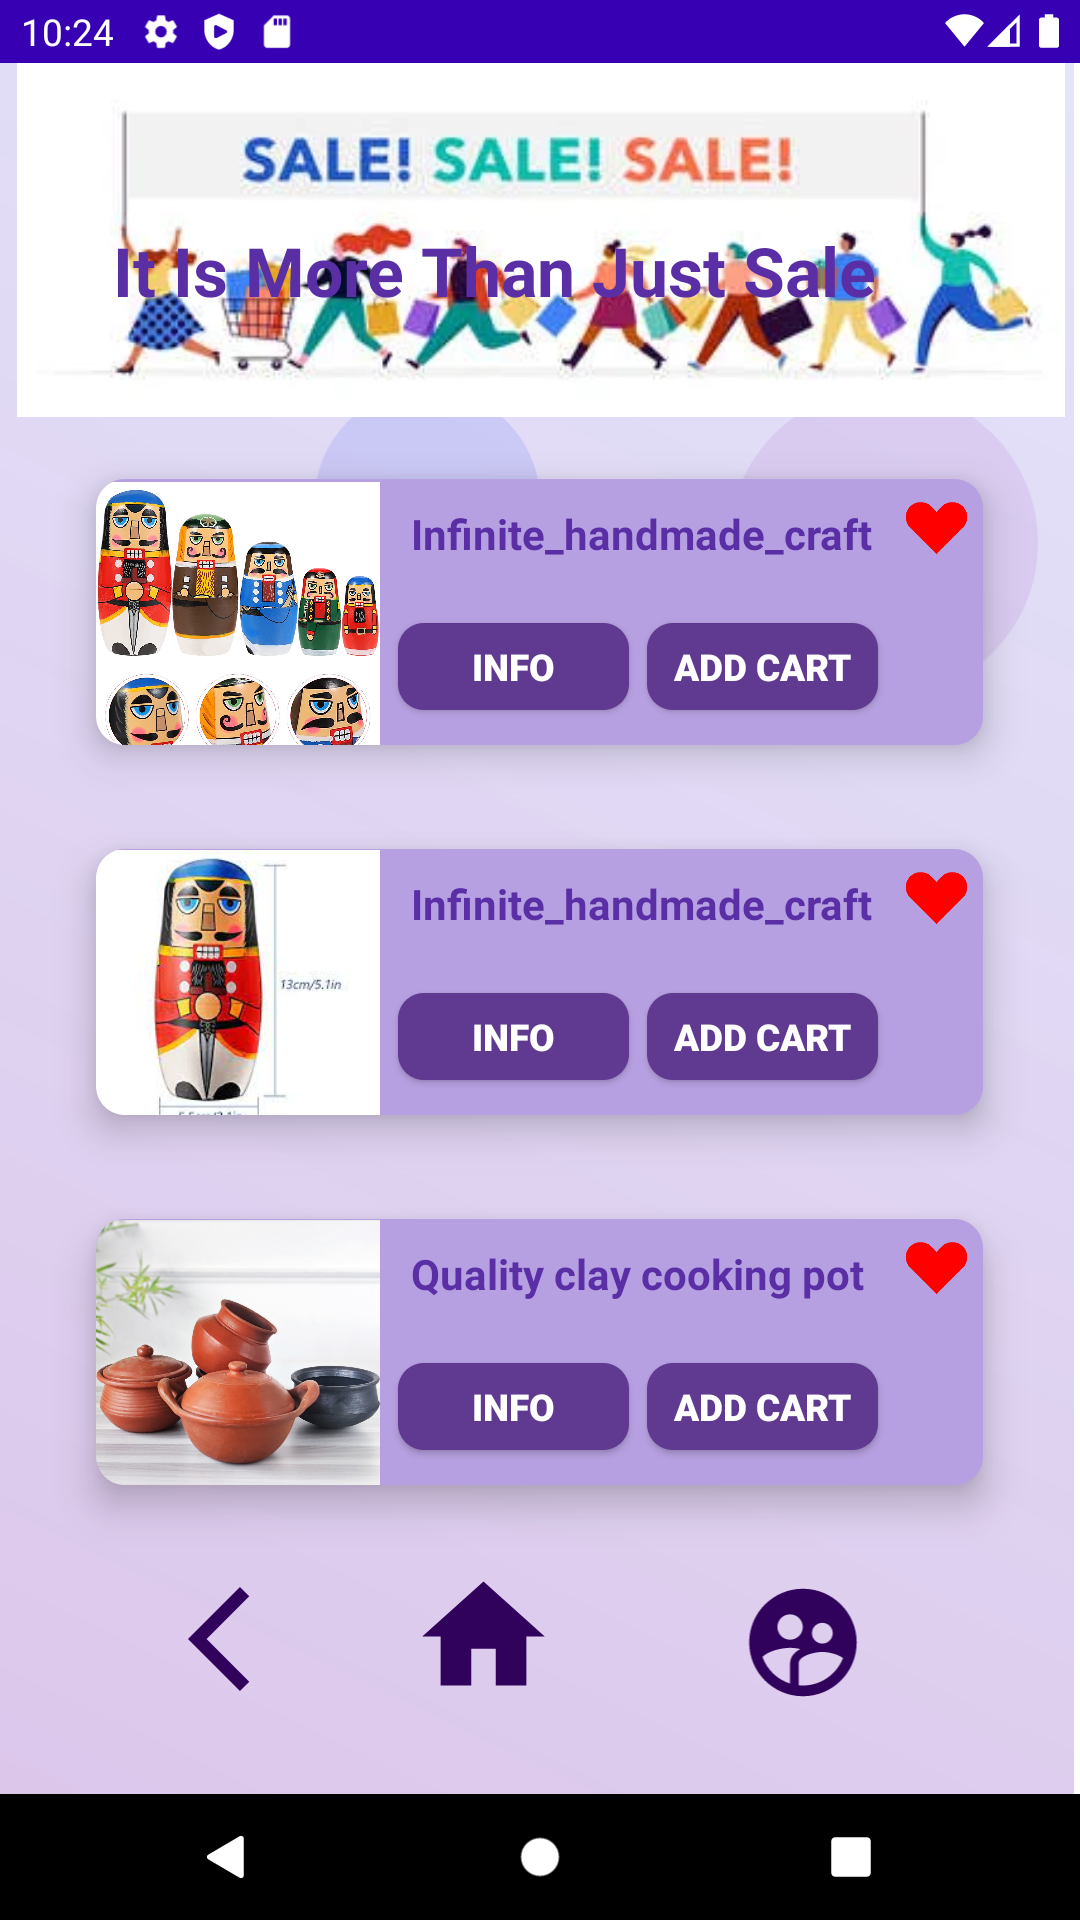 10:24
SALE! SALE! SALE!
It Is More Than Just Sale
Infinite_handmade_craft
INFO
ADD CART
Infinite_handmade_craft
13cm/5.1in
INFO
ADD CART
Quality clay cooking pot
INFO
ADD CART